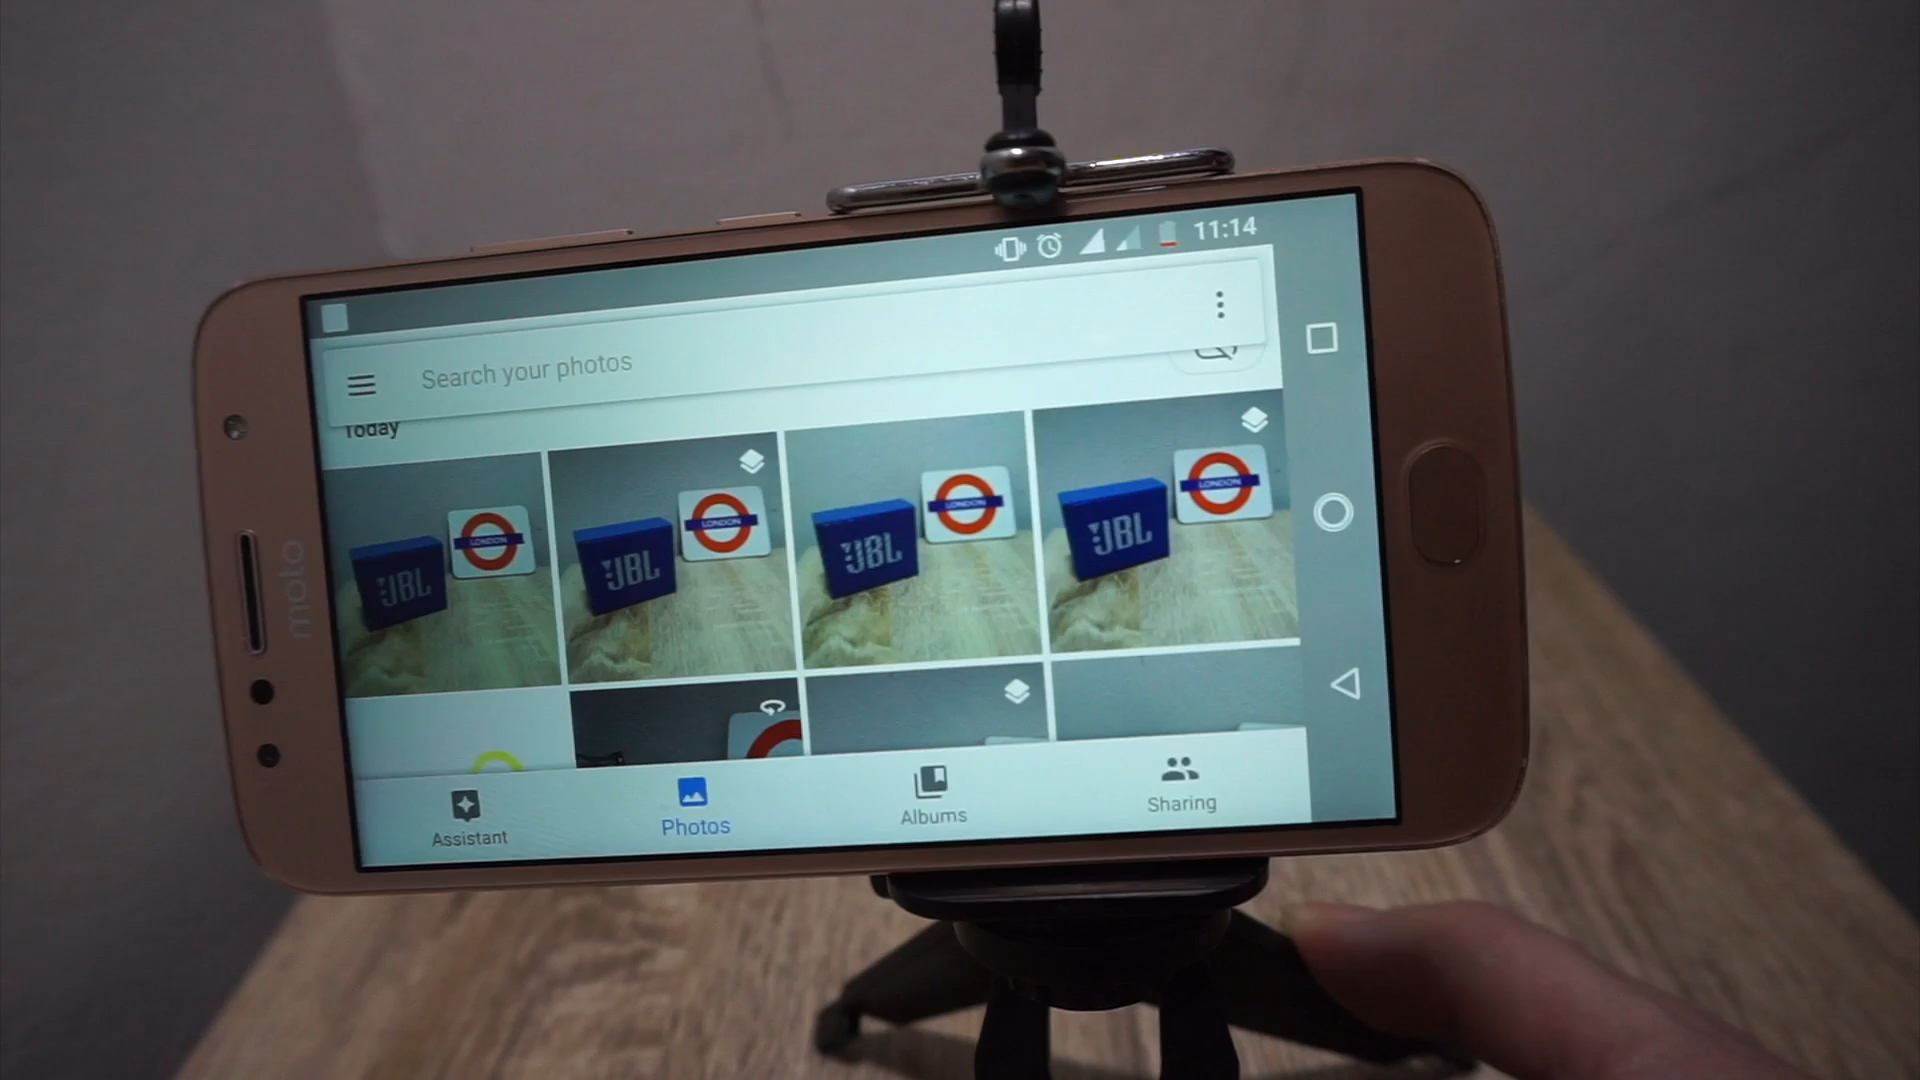 11:14
Search your photos
Today
LONDON
LONDON
LONDON
LONDON
JBL
JBL
JBL
JBL
moto
Assistant
Photos
Albums
Sharing